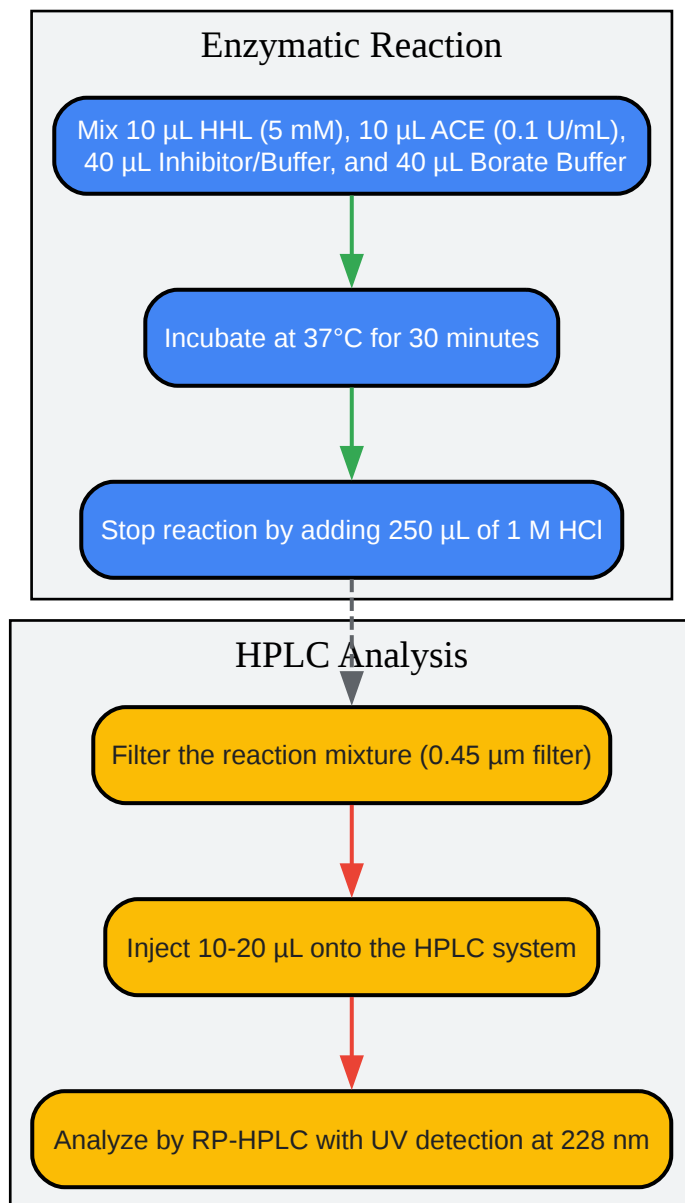 Enzymatic Reaction
Mix 10 µL HHL (5 mM), 10 µL ACE (0.1 U/mL),
40 µL Inhibitor/Buffer, and 40 µL Borate Buffer
Incubate at 37°C for 30 minutes
Stop reaction by adding 250 µL of 1 M HCl
HPLC Analysis
Filter the reaction mixture (0.45 µm filter)
Inject 10-20 µL onto the HPLC system
Analyze by RP-HPLC with UV detection at 228 nm